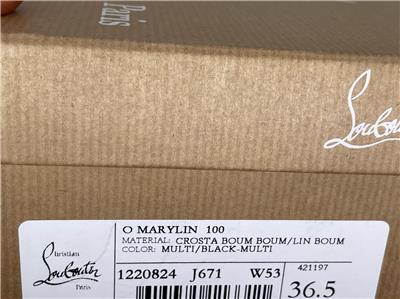 Paris
Louboutin
O MARYLIN 100
MATERIAL: CROSTA BOUM BOUM/LIN BOUM
COLOR: MULTI/BLACK-MULTI
Christian
Louboutin
Paris
1220824 J671 W53
421197
36.5